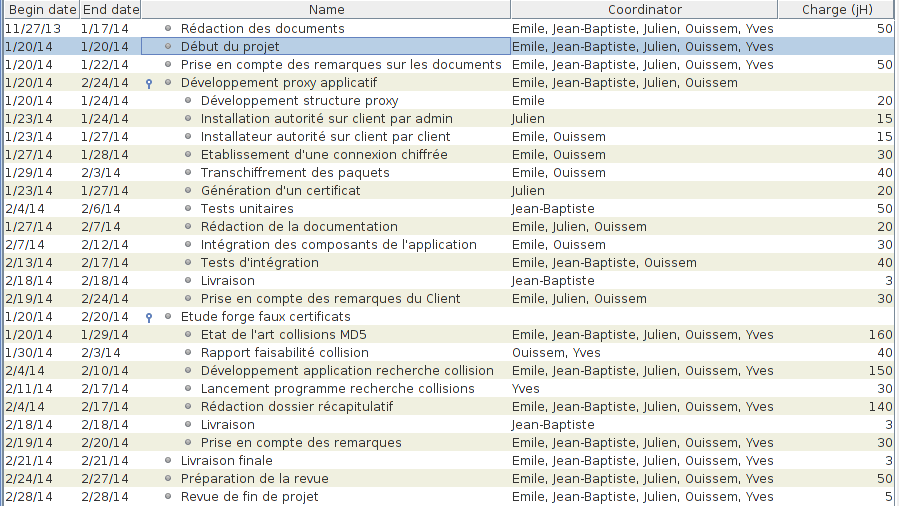 Begin date End date Name Coordinator Charge (jH)
11/27/13 1/17/14 Rédaction des documents Emile, Jean-Baptiste, Julien, Ouissem, Yves 50
1/20/14 1/20/14 Début du projet Emile, Jean-Baptiste, Julien, Ouissem, Yves
1/20/14 1/22/14 Prise en compte des remarques sur les documents Emile, Jean-Baptiste, Julien, Ouissem, Yves 50
1/20/14 2/24/14 Développement proxy applicatif Emile, Jean-Baptiste, Julien, Ouissem
1/20/14 1/24/14 Développement structure proxy Emile 20
1/23/14 1/24/14 Installation autorité sur client par admin Julien 15
1/23/14 1/27/14 Installateur autorité sur client par client Emile, Ouissem 15
1/27/14 1/28/14 Etablissement d'une connexion chiffrée Emile, Ouissem 30
1/29/14 2/3/14 Transchiffrement des paquets Emile, Ouissem 40
1/23/14 1/27/14 Génération d'un certificat Julien 20
2/4/14 2/6/14 Tests unitaires Jean-Baptiste 50
1/27/14 2/7/14 Rédaction de la documentation Emile, Julien, Ouissem 20
2/7/14 2/12/14 Intégration des composants de l'application Emile, Ouissem 30
2/13/14 2/17/14 Tests d'intégration Emile, Jean-Baptiste, Ouissem 40
2/18/14 2/18/14 Livraison Jean-Baptiste 3
2/19/14 2/24/14 Prise en compte des remarques du Client Emile, Julien, Ouissem 30
1/20/14 2/20/14 Etude forge faux certificats
1/20/14 1/29/14 Etat de l'art collisions MD5 Emile, Jean-Baptiste, Julien, Ouissem, Yves 160
1/30/14 2/3/14 Rapport faisabilité collision Ouissem, Yves 40
2/4/14 2/10/14 Développement application recherche collision Emile, Jean-Baptiste, Julien, Ouissem, Yves 150
2/11/14 2/17/14 Lancement programme recherche collisions Yves 30
2/4/14 2/17/14 Rédaction dossier récapitulatif Emile, Jean-Baptiste, Julien, Ouissem, Yves 140
2/18/14 2/18/14 Livraison Jean-Baptiste 3
2/19/14 2/20/14 Prise en compte des remarques Emile, Jean-Baptiste, Julien, Ouissem, Yves 30
2/21/14 2/21/14 Livraison finale Emile, Jean-Baptiste, Julien, Ouissem, Yves 3
2/24/14 2/27/14 Préparation de la revue Emile, Jean-Baptiste, Julien, Ouissem, Yves 50
2/28/14 2/28/14 Revue de fin de projet Emile, Jean-Baptiste, Julien, Ouissem, Yves 5